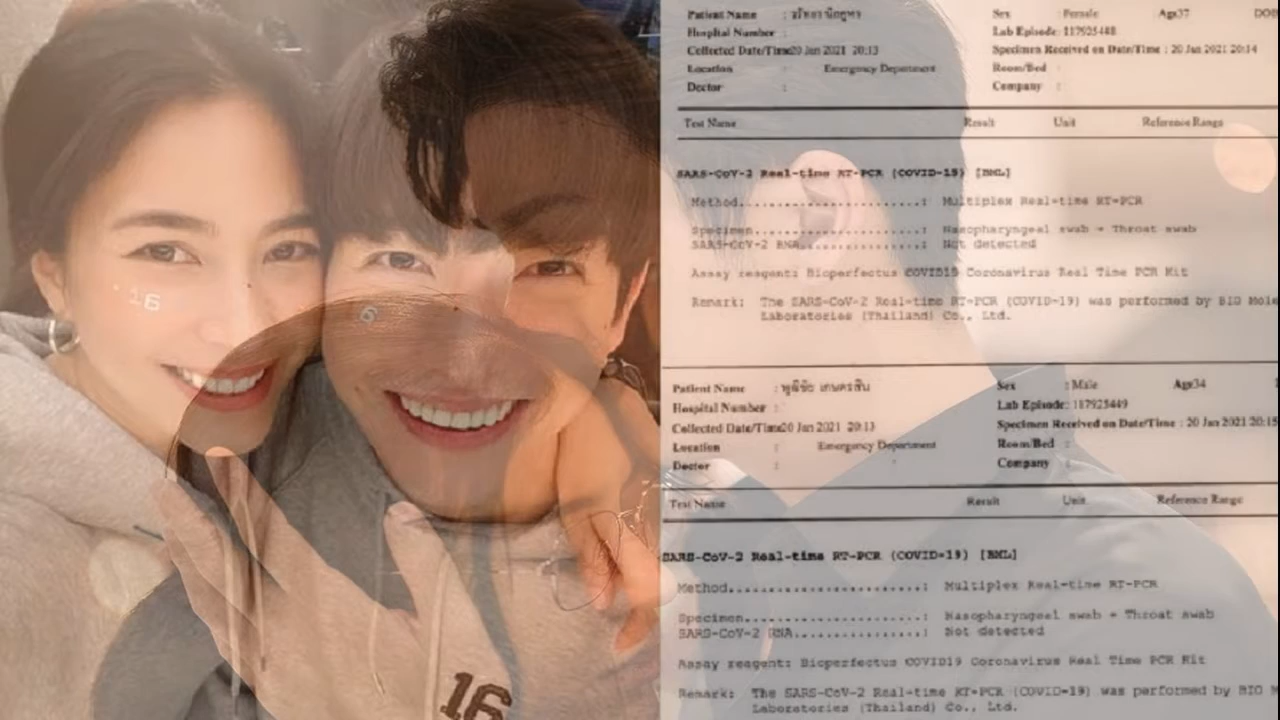 16
6
16
Patient Name : Sex : Female Age37 DOB
Hospital Number : Lab Episode: 117925448
Collected Date/Time20 Jan 2021 20:13 Specimen Received on Date/Time : 20 Jan 2021 20:14
Location : Emergency Department Room/Bed :
Doctor : Company :
Test Name Result Unit Reference Range
SARS-CoV-2 Real-time RT-PCR (COVID-19) [BML]
Method.......................: Multiplex Real-time RT-PCR
Specimen.....................: Nasopharyngeal swab + Throat swab
SARS-CoV-2 RNA...............: Not detected
Assay reagent: Bioperfectus COVID19 Coronavirus Real Time PCR Kit
Remark: The SARS-CoV-2 Real-time RT-PCR (COVID-19) was performed by BIO Mole
Laboratories (Thailand) Co., Ltd.
Patient Name : พุฒิชัย เกษตรสิน Sex : Male Age34
Hospital Number : Lab Episode: 117925449
Collected Date/Time20 Jan 2021 20:13 Specimen Received on Date/Time : 20 Jan 2021 20:15
Location : Emergency Department Room/Bed :
Doctor : Company :
Test Name Result Unit Reference Range
SARS-CoV-2 Real-time RT-PCR (COVID-19) [BML]
Method.......................: Multiplex Real-time RT-PCR
Specimen.....................: Nasopharyngeal swab + Throat swab
SARS-CoV-2 RNA...............: Not detected
Assay reagent: Bioperfectus COVID19 Coronavirus Real Time PCR Kit
Remark: The SARS-CoV-2 Real-time RT-PCR (COVID-19) was performed by BIO M
Laboratories (Thailand) Co., Ltd.